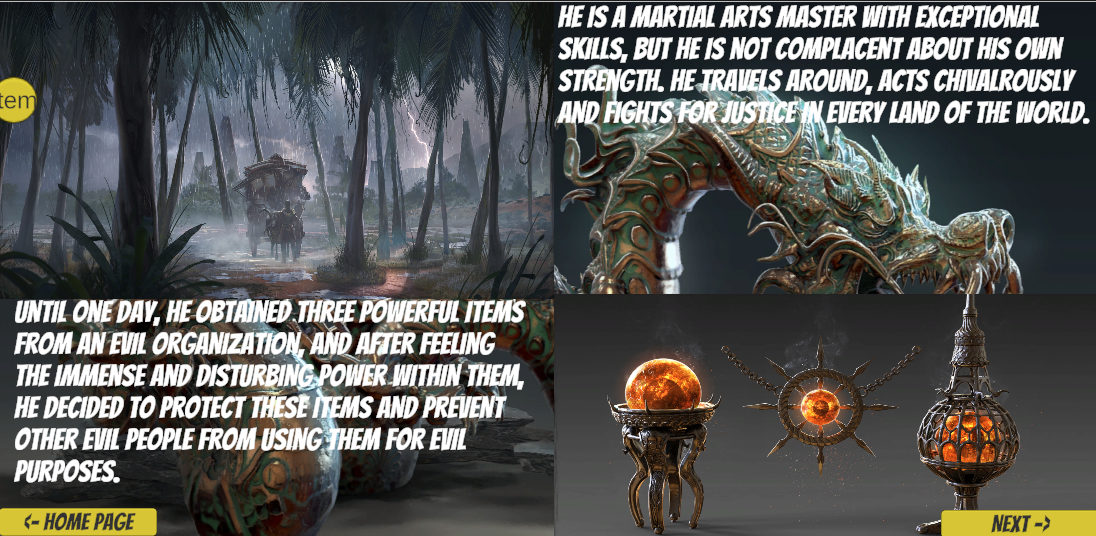 HE IS A MARTIAL ARTS MASTER WITH EXCEPTIONAL
SKILLS, BUT HE IS NOT COMPLACENT ABOUT HIS OWN
STRENGTH. HE TRAVELS AROUND, ACTS CHIVALROUSLY
AND FIGHTS FOR JUSTICE IN EVERY LAND OF THE WORLD.
tem
UNTIL ONE DAY, HE OBTAINED THREE POWERFUL ITEMS
FROM AN EVIL ORGANIZATION, AND AFTER FEELING
THE IMMENSE AND DISTURBING POWER WITHIN THEM,
HE DECIDED TO PROTECT THESE ITEMS AND PREVENT
OTHER EVIL PEOPLE FROM USING THEM FOR EVIL
PURPOSES.
<- HOME PAGE
NEXT ->